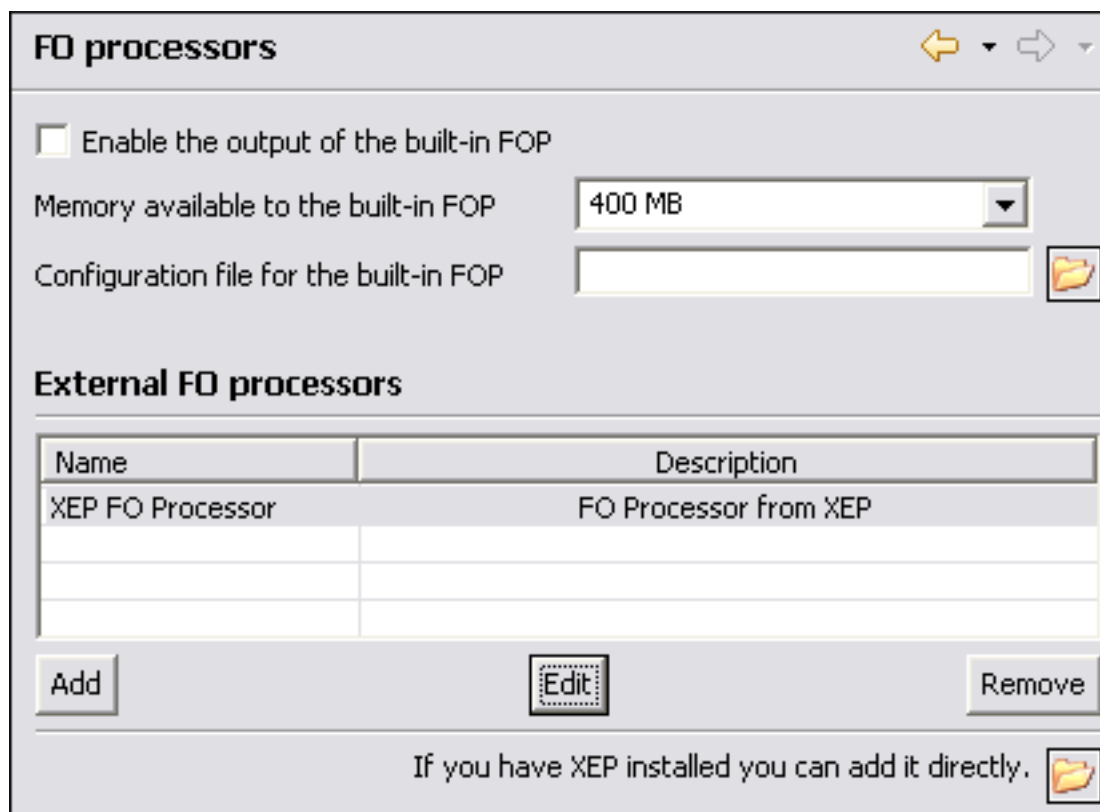 FO processors
Enable the output of the built-in FOP
Memory available to the built-in FOP 400 MB
Configuration file for the built-in FOP
External FO processors
Name Description
XEP FO Processor FO Processor from XEP
Add Edit Remove
If you have XEP installed you can add it directly.